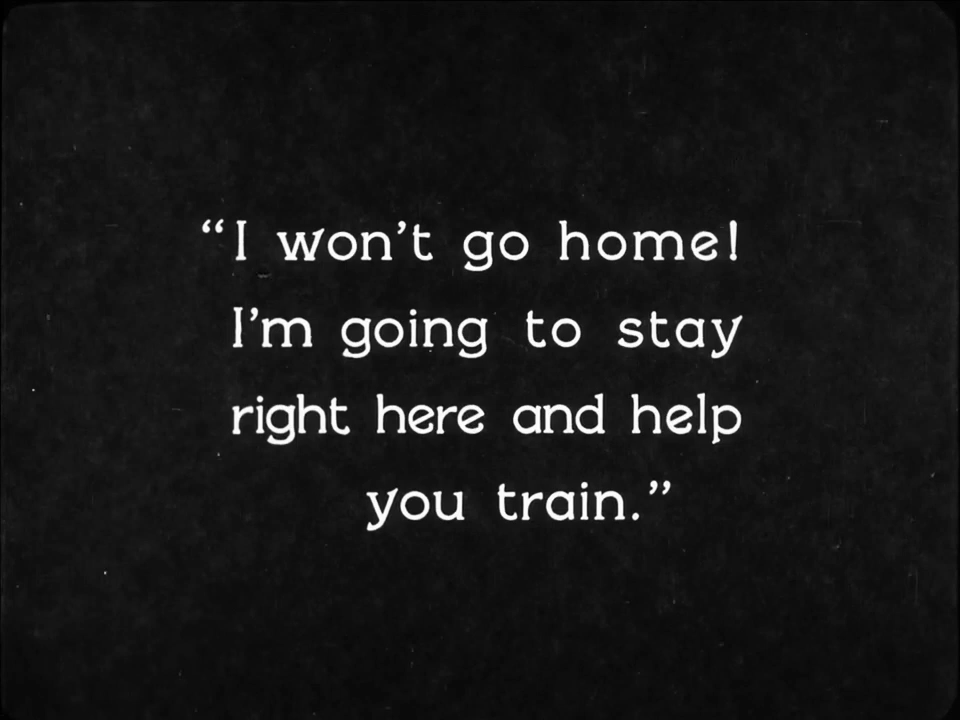 “I won’t go home!
I’m going to stay
right here and help
you train.”